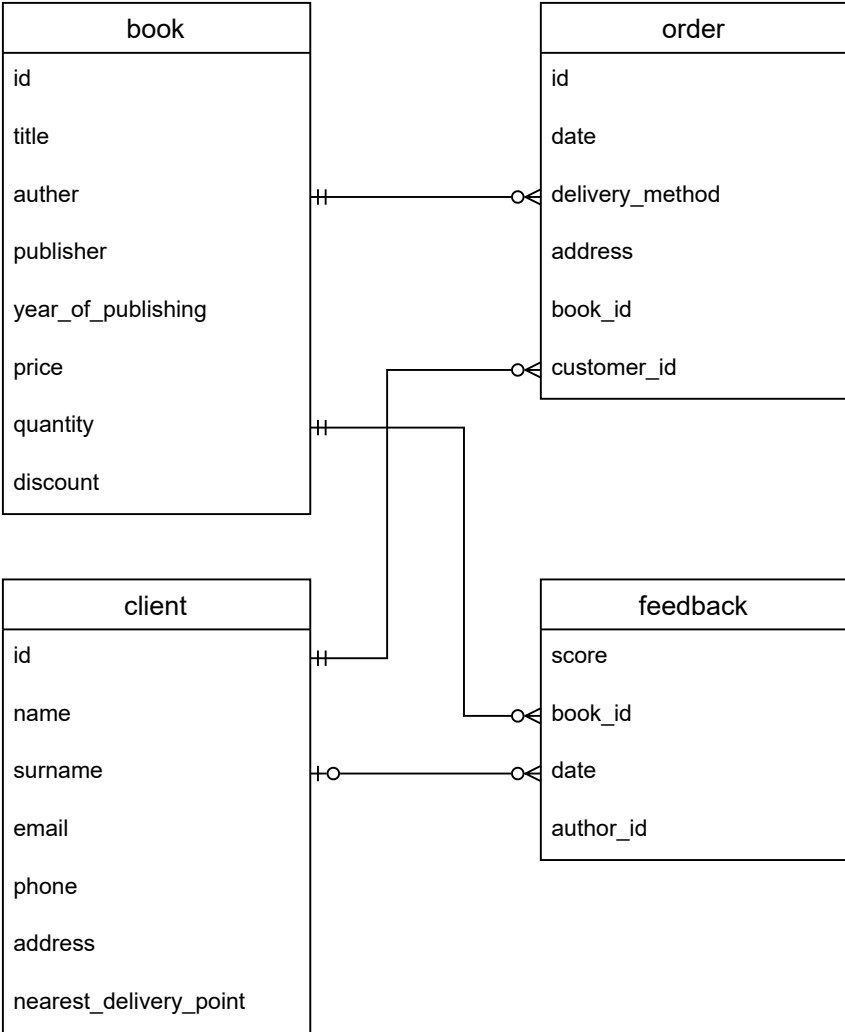 book
id
title
auther
publisher
year_of_publishing
price
quantity
discount
order
id
date
delivery_method
address
book_id
customer_id
client
id
name
surname
email
phone
address
nearest_delivery_point
feedback
score
book_id
date
author_id